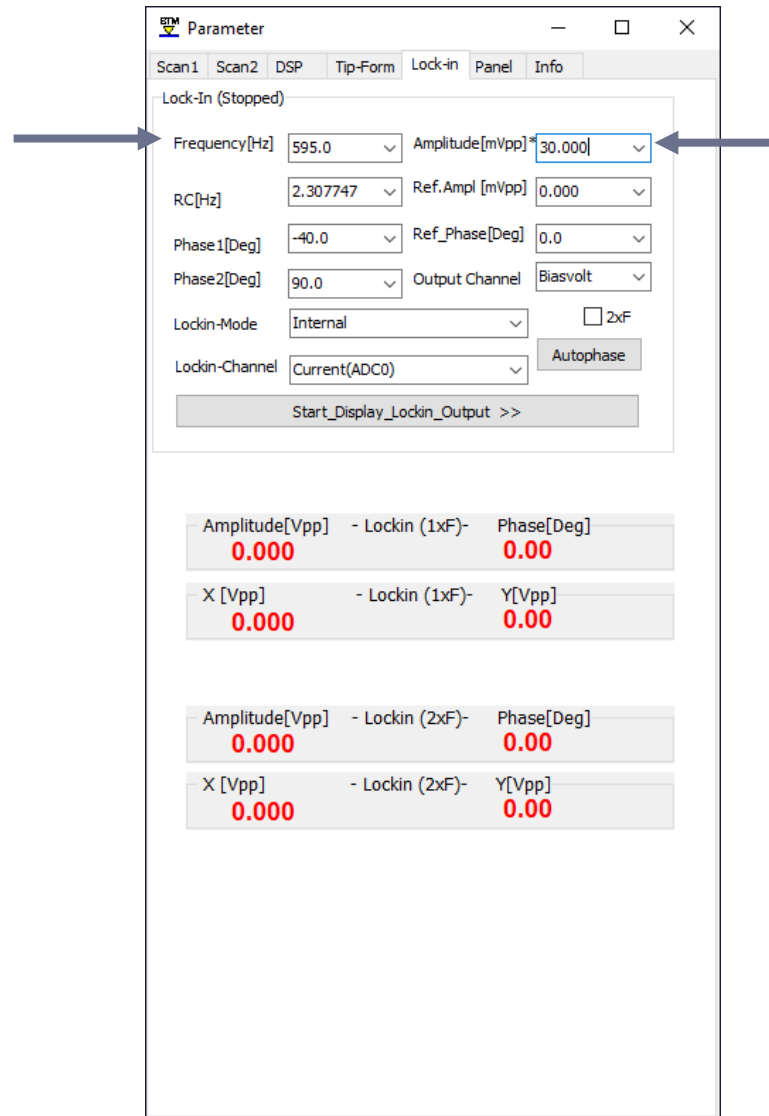 BTM Parameter
Scan1 Scan2 DSP Tip-Form Lock-in Panel Info
Lock-In (Stopped)
Frequency[Hz] 595.0 Amplitude[mVpp]* 30.000
RC[Hz] 2.307747 Ref.Ampl [mVpp] 0.000
Phase1[Deg] -40.0 Ref_Phase[Deg] 0.0
Phase2[Deg] 90.0 Output Channel Biasvolt
Lockin-Mode Internal 2xF
Lockin-Channel Current(ADC0) Autophase
Start_Display_Lockin_Output >>
Amplitude[Vpp] - Lockin (1xF)- Phase[Deg]
0.000 0.00
X [Vpp] - Lockin (1xF)- Y[Vpp]
0.000 0.00
Amplitude[Vpp] - Lockin (2xF)- Phase[Deg]
0.000 0.00
X [Vpp] - Lockin (2xF)- Y[Vpp]
0.000 0.00